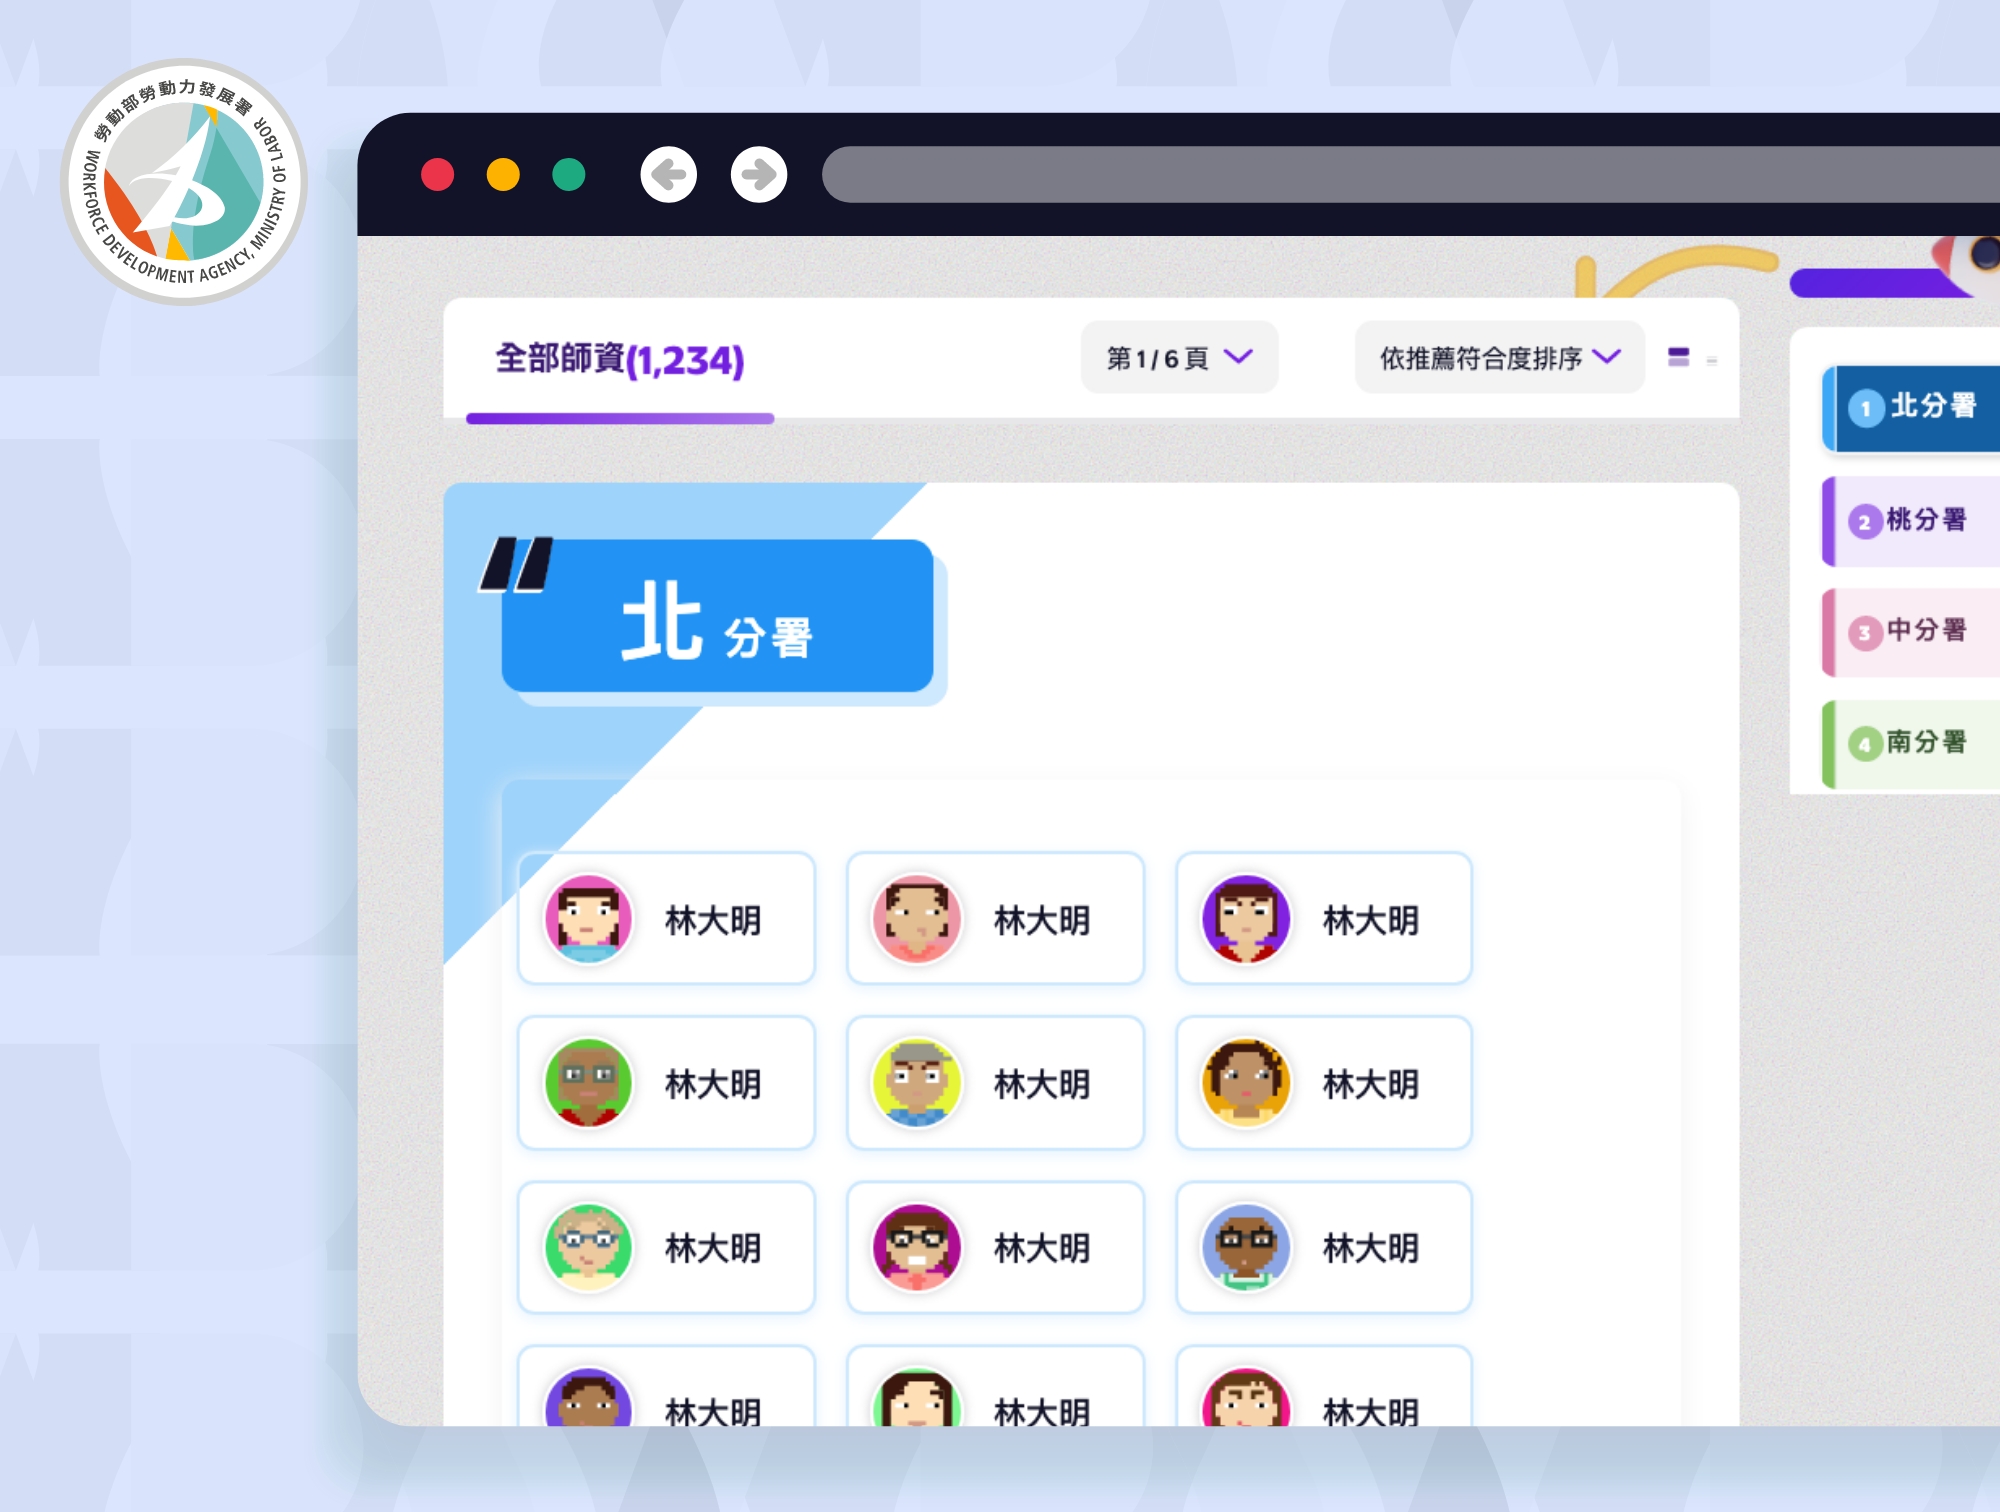 勞動部勞動力發展署
WORKFORCE DEVELOPMENT AGENCY, MINISTRY OF LABOR
全部師資(1,234)
第 1 / 6 頁
依推薦符合度排序
1 北分署
2 桃分署
3 中分署
4 南分署
北 分署
林大明 林大明 林大明
林大明 林大明 林大明
林大明 林大明 林大明
林大明 林大明 林大明